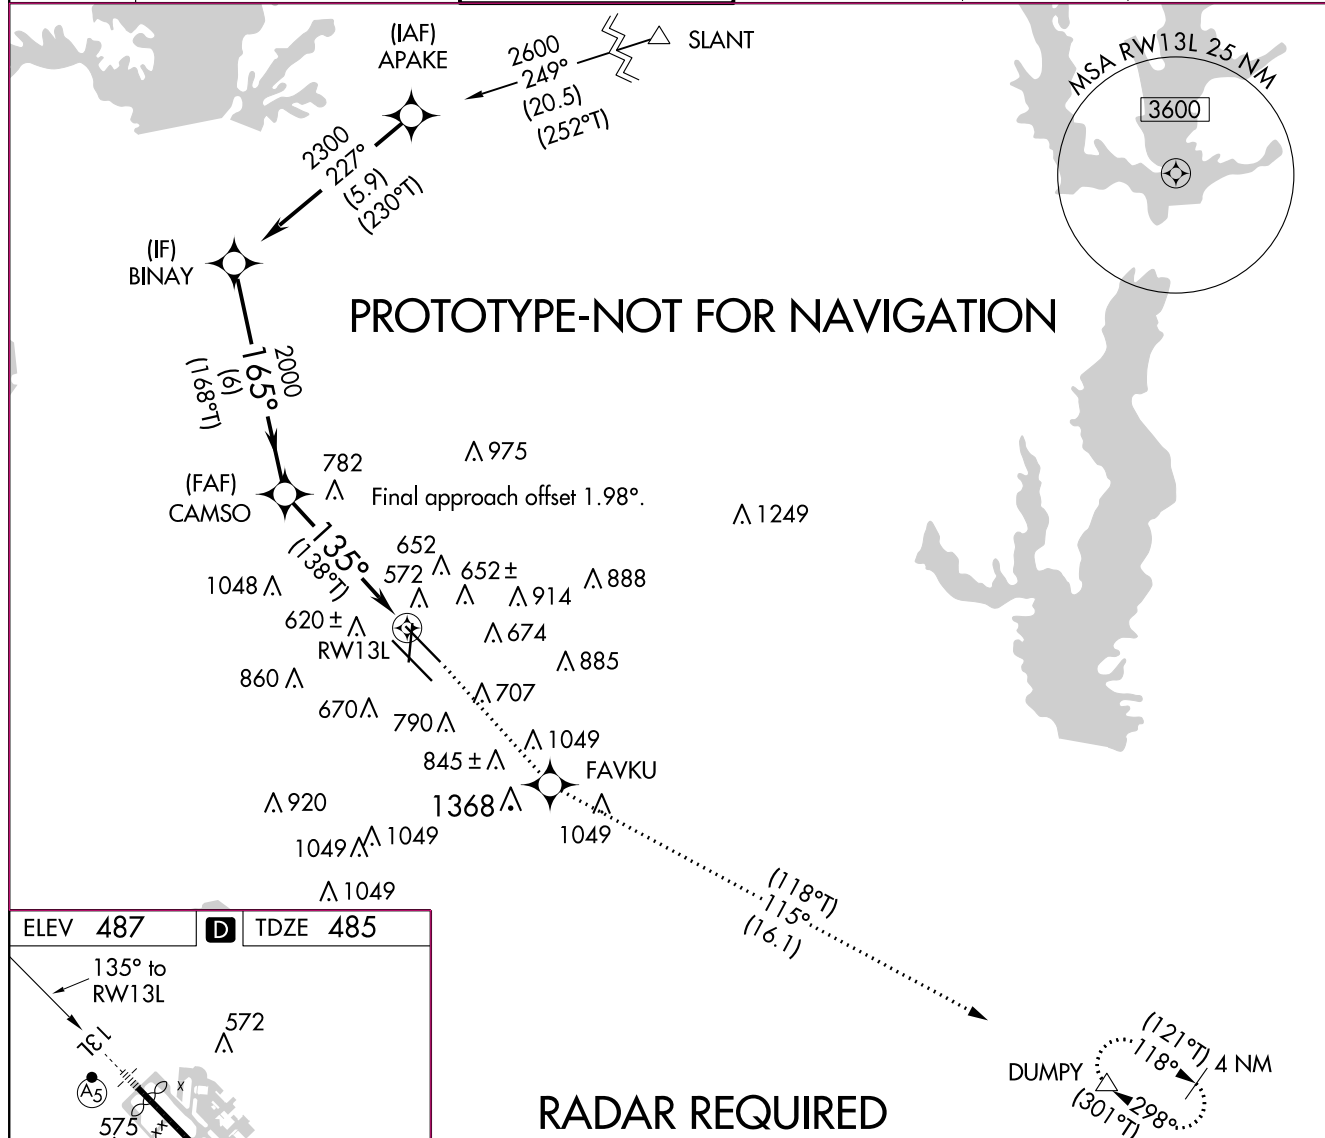 (IAF)
APAKE
2600
249°
(20.5)
(252°T)
SLANT
MSA RW13L 25 NM
3600
2300
227°
(5.9)
(230°T)
(IF)
BINAY
PROTOTYPE-NOT FOR NAVIGATION
2000
165°
(6)
(168°T)
975
782
(FAF)
CAMSO
Final approach offset 1.98°.
1249
135°
(138°T)
652
572
652 ±
888
1048
914
620 ±
RW13L
674
885
860
707
670
790
1049
845 ±
FAVKU
1368
920
1049
1049
1049
1049
(118°T)
115°
(16.1)
ELEV 487
D
TDZE 485
135° to
RW13L
13L
572
A5
x
575
xx
(121°T)
118°
4 NM
DUMPY
298°
(301°T)
RADAR REQUIRED